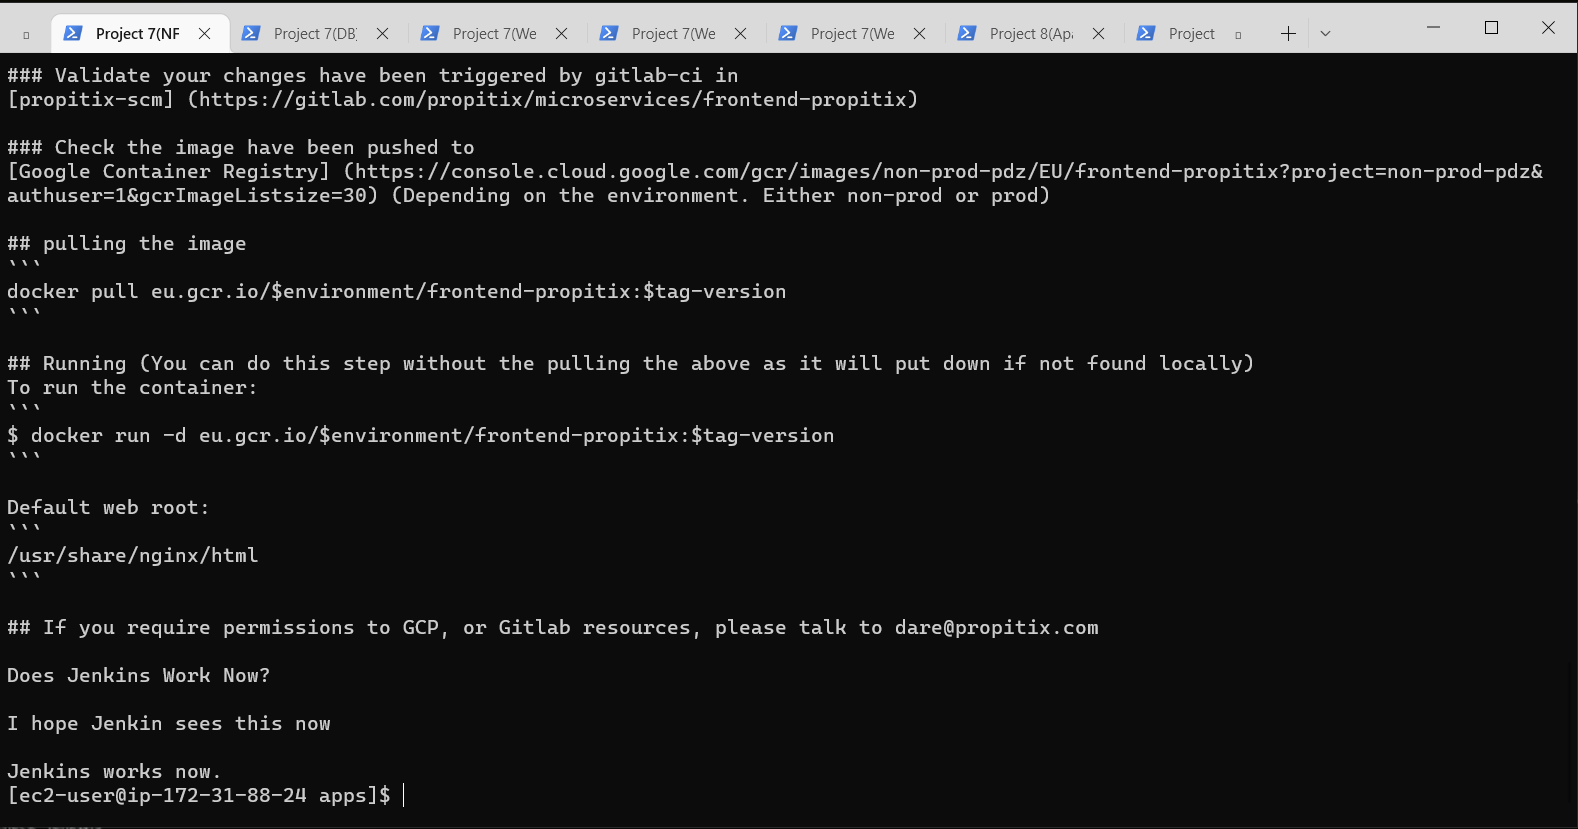 Project 7(NF
Project 7(DB)
Project 7(We
Project 7(We
Project 7(We
Project 8(Apa
Project
### Validate your changes have been triggered by gitlab-ci in
[propitix-scm] (https://gitlab.com/propitix/microservices/frontend-propitix)
### Check the image have been pushed to
[Google Container Registry] (https://console.cloud.google.com/gcr/images/non-prod-pdz/EU/frontend-propitix?project=non-prod-pdz&
authuser=1&gcrImageListsize=30) (Depending on the environment. Either non-prod or prod)
## pulling the image
```
docker pull eu.gcr.io/$environment/frontend-propitix:$tag-version
```
## Running (You can do this step without the pulling the above as it will put down if not found locally)
To run the container:
```
$ docker run -d eu.gcr.io/$environment/frontend-propitix:$tag-version
```
Default web root:
```
/usr/share/nginx/html
```
## If you require permissions to GCP, or Gitlab resources, please talk to dare@propitix.com
Does Jenkins Work Now?
I hope Jenkin sees this now
Jenkins works now.
[ec2-user@ip-172-31-88-24 apps]$